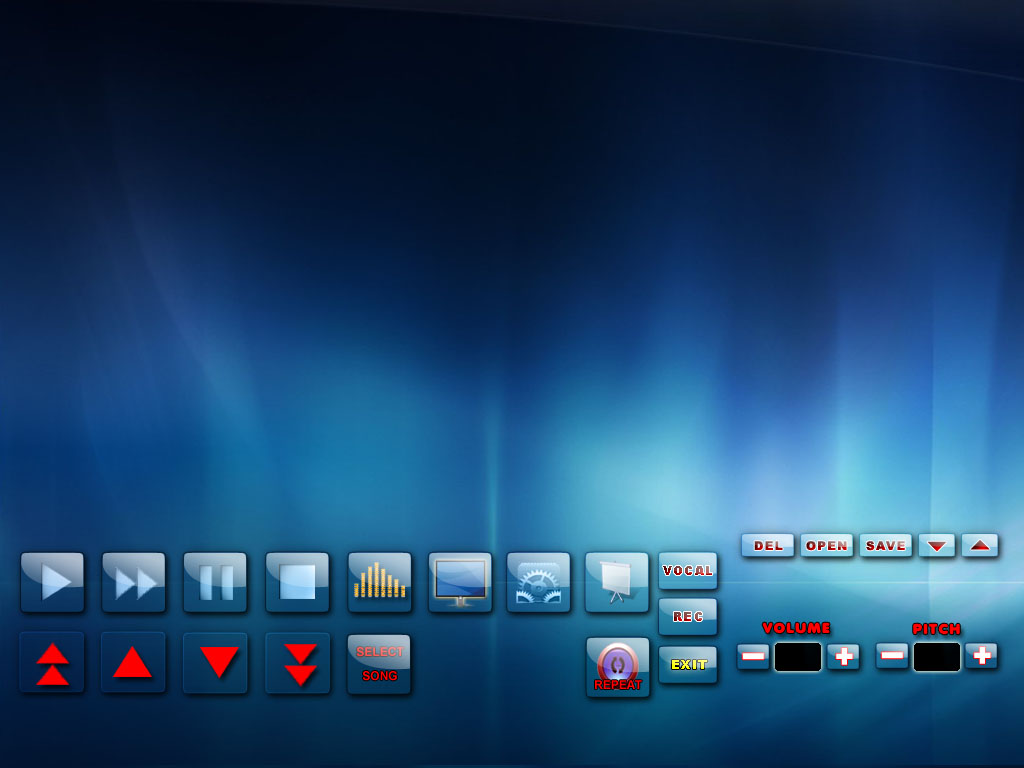 DEL OPEN SAVE
VOCAL
REC
VOLUME PITCH
SELECT
SONG
EXIT
REPEAT